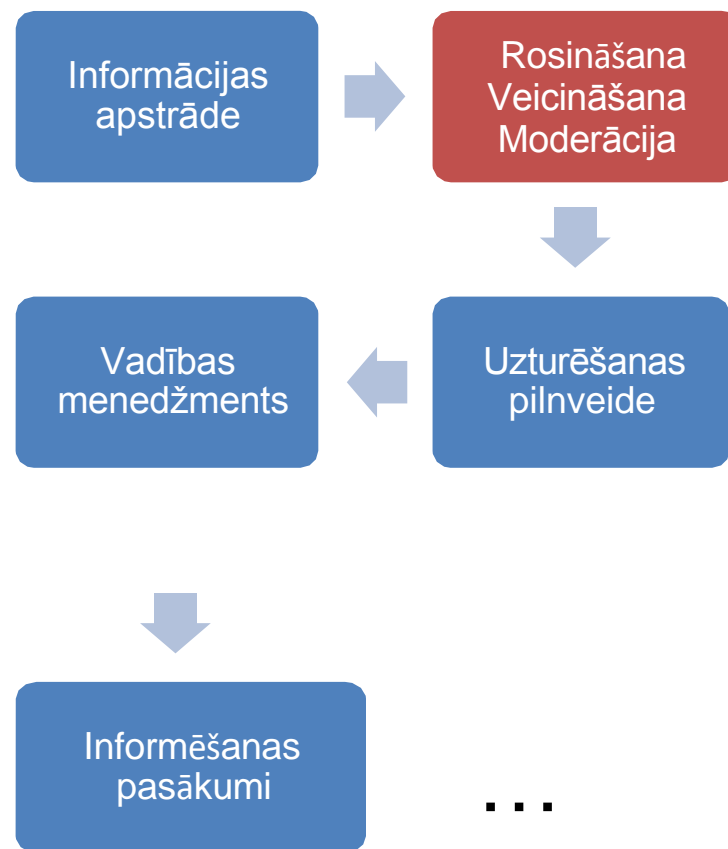 Informācijas
apstrāde
Rosināšana
Veicināšana
Moderācija
Vadības
menedžments
Uzturēšanas
pilnveide
Informēšanas
pasākumi
...